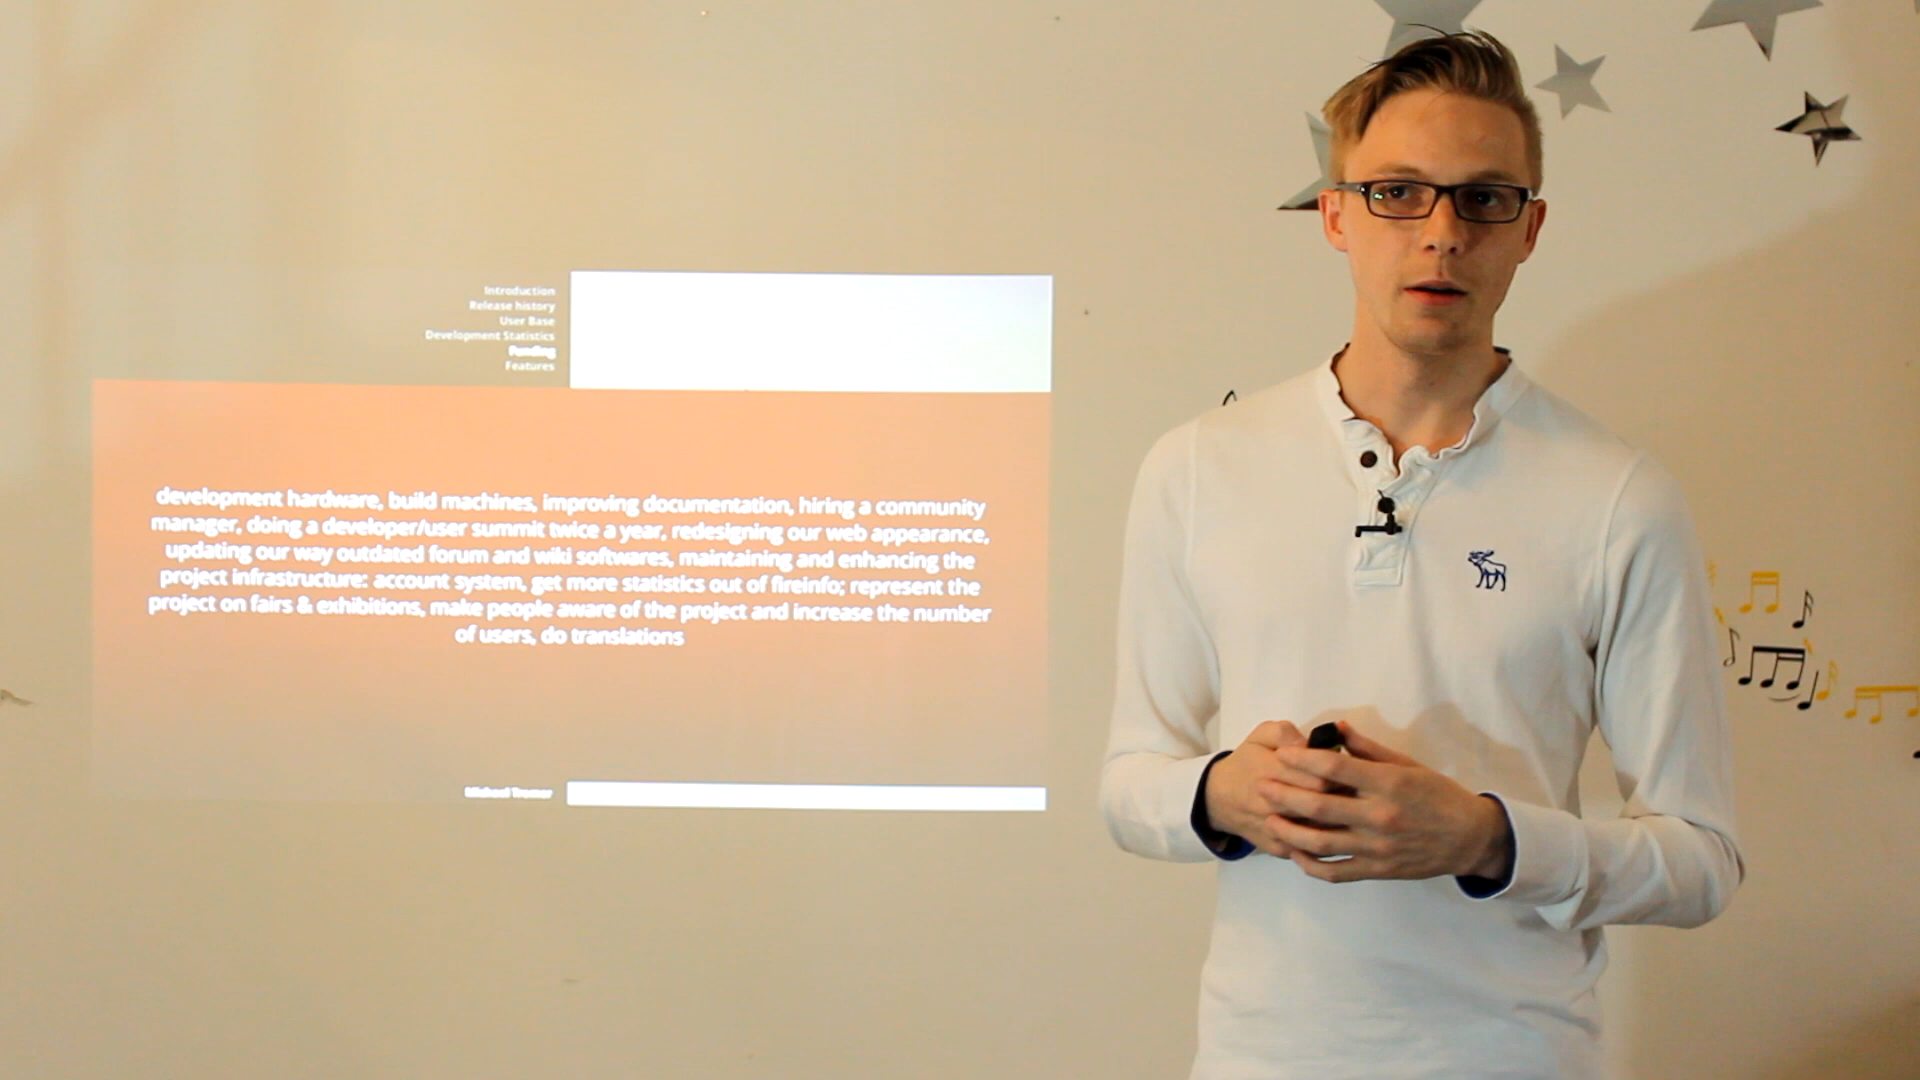 Introduction
Release history
User Base
Development Statistics
Funding
Features
development hardware, build machines, improving documentation, hiring a community
manager, doing a developer/user summit twice a year, redesigning our web appearance,
updating our way outdated forum and wiki softwares, maintaining and enhancing the
project infrastructure: account system, get more statistics out of fireinfo; represent the
project on fairs & exhibitions, make people aware of the project and increase the number
of users, do translations
Michael Tremer